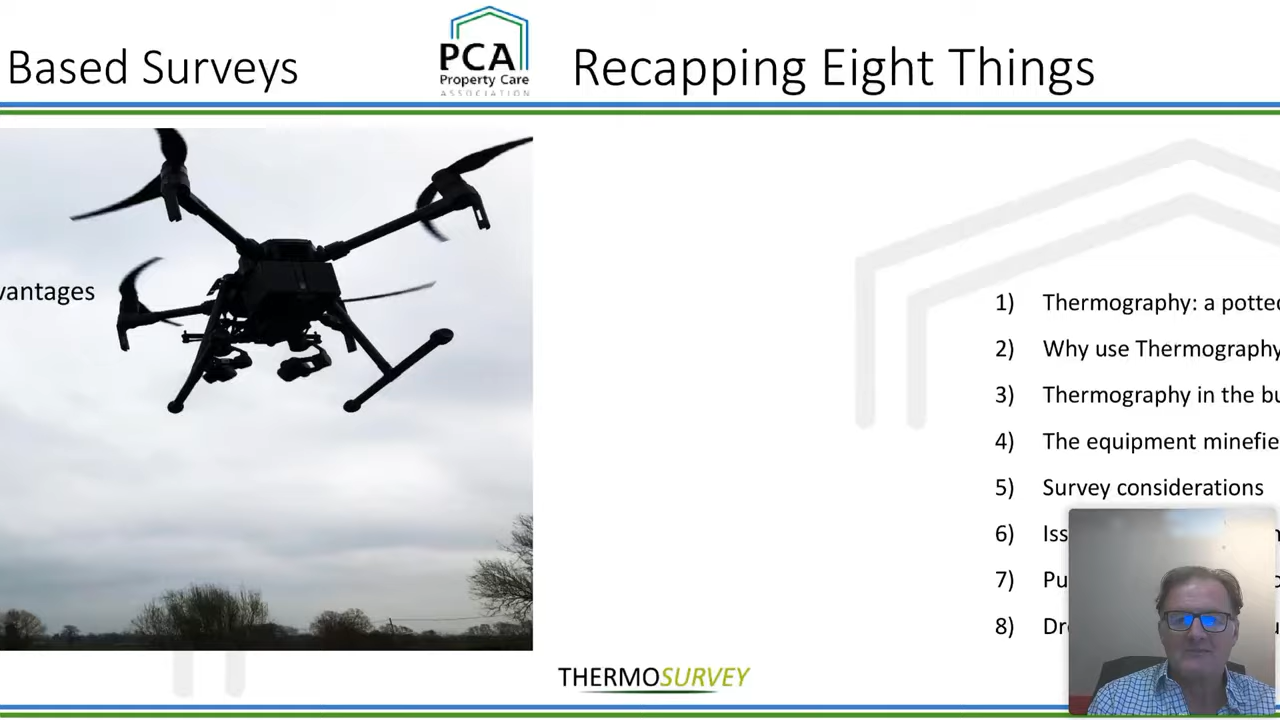 Based Surveys
PCA
Property Care
ASSOCIATION
Recapping Eight Things
vantages
1) Thermography: a potted
2) Why use Thermography
3) Thermography in the bu
4) The equipment minefie
5) Survey considerations
6) Iss
7) Pu
8) Dr
THERMOSURVEY